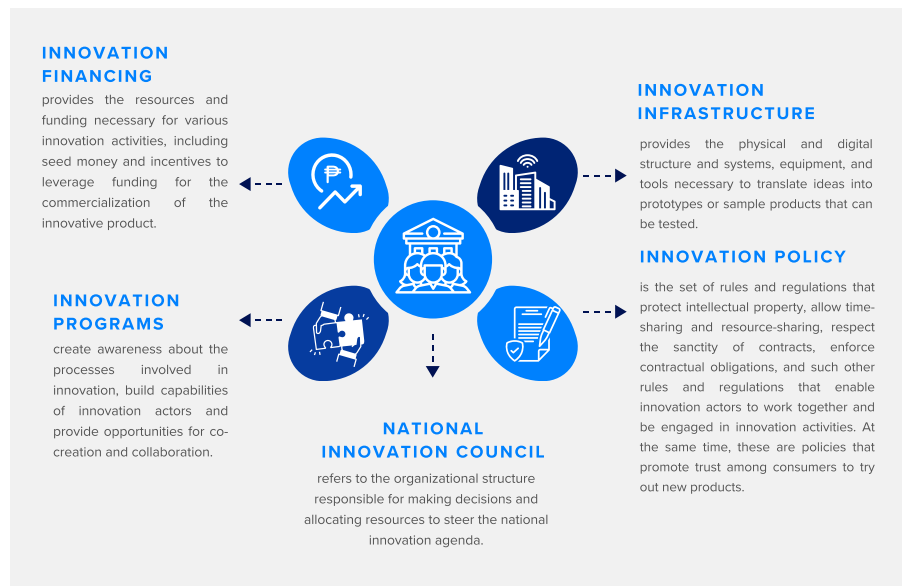 INNOVATION
FINANCING
provides the resources and
funding necessary for various
innovation activities, including
seed money and incentives to
leverage funding for the
commercialization of the
innovative product.
INNOVATION
INFRASTRUCTURE
provides the physical and digital
structure and systems, equipment, and
tools necessary to translate ideas into
prototypes or sample products that can
be tested.
INNOVATION
PROGRAMS
create awareness about the
processes involved in
innovation, build capabilities
of innovation actors and
provide opportunities for co-
creation and collaboration.
INNOVATION POLICY
is the set of rules and regulations that
protect intellectual property, allow time-
sharing and resource-sharing, respect
the sanctity of contracts, enforce
contractual obligations, and such other
rules and regulations that enable
innovation actors to work together and
be engaged in innovation activities. At
the same time, these are policies that
promote trust among consumers to try
out new products.
NATIONAL
INNOVATION COUNCIL
refers to the organizational structure
responsible for making decisions and
allocating resources to steer the national
innovation agenda.